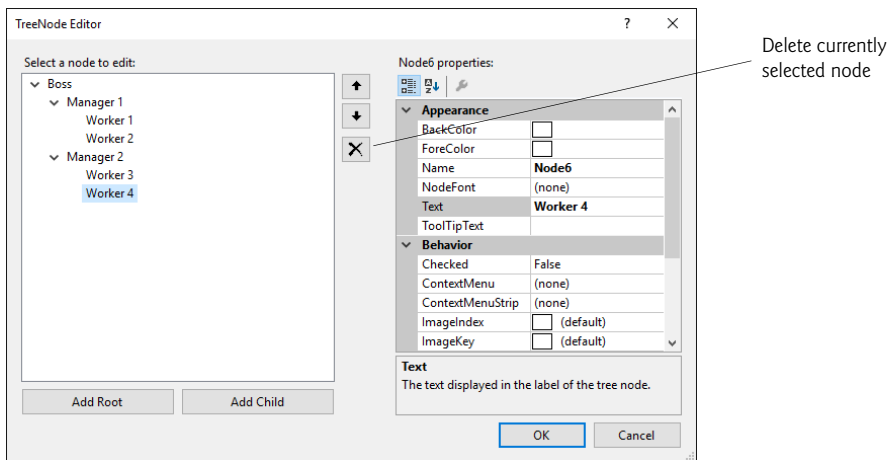 TreeNode Editor
?
Select a node to edit:
Boss
Manager 1
Worker 1
Worker 2
Manager 2
Worker 3
Worker 4
Add Root
Add Child
Node6 properties:
Appearance
BackColor
ForeColor
Name Node6
NodeFont (none)
Text Worker 4
ToolTipText
Behavior
Checked False
ContextMenu (none)
ContextMenuStrip (none)
ImageIndex (default)
ImageKey (default)
Text
The text displayed in the label of the tree node.
OK
Cancel
Delete currently
selected node